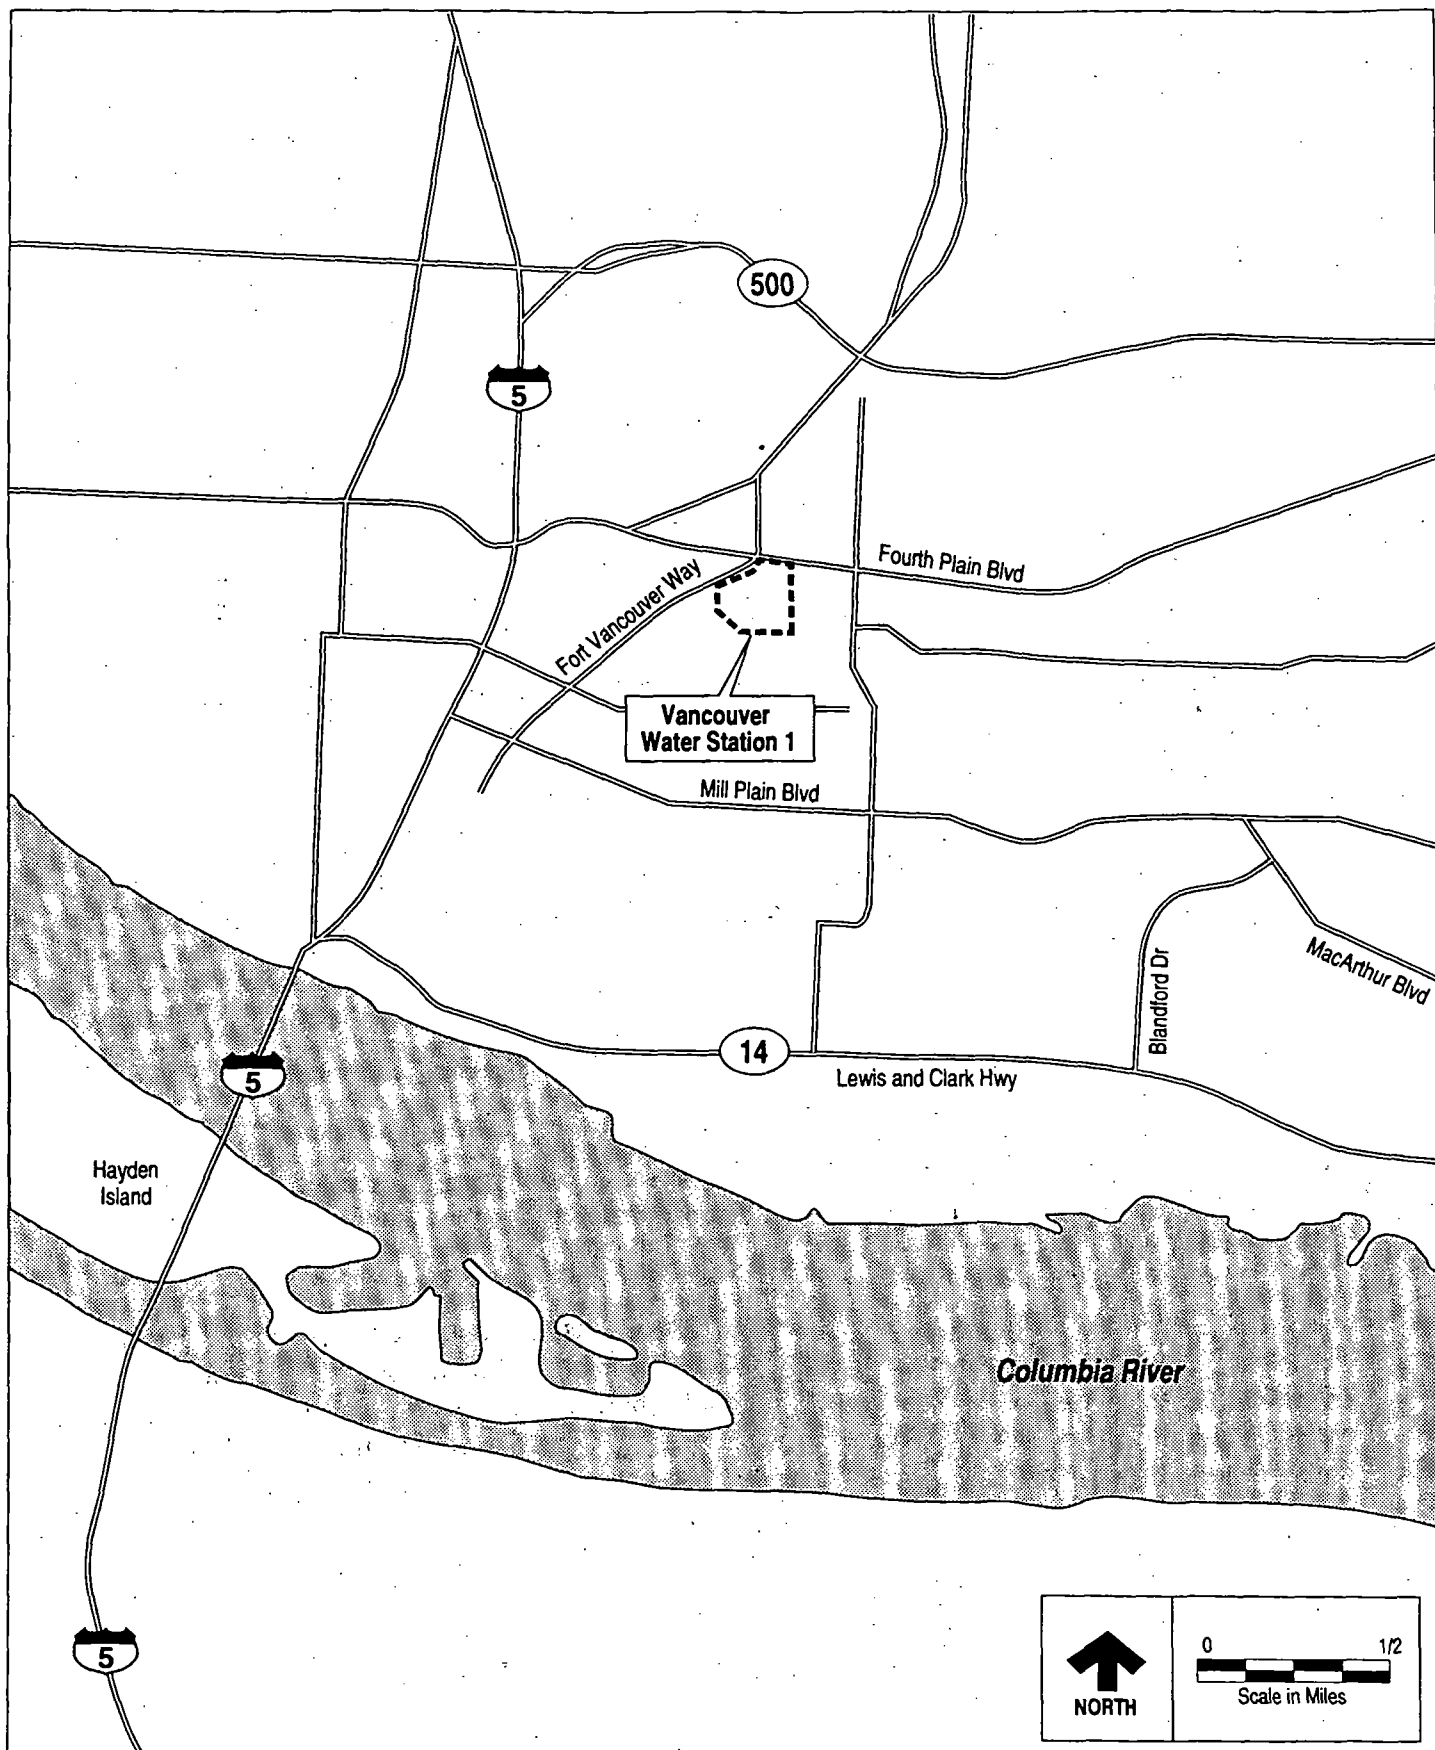 500
5
Fourth Plain Blvd
Fort Vancouver Way
Vancouver
Water Station 1
Mill Plain Blvd
MacArthur Blvd
Blandford Dr
14
Lewis and Clark Hwy
5
Hayden
Island
Columbia River
5
NORTH
0 1/2
Scale in Miles